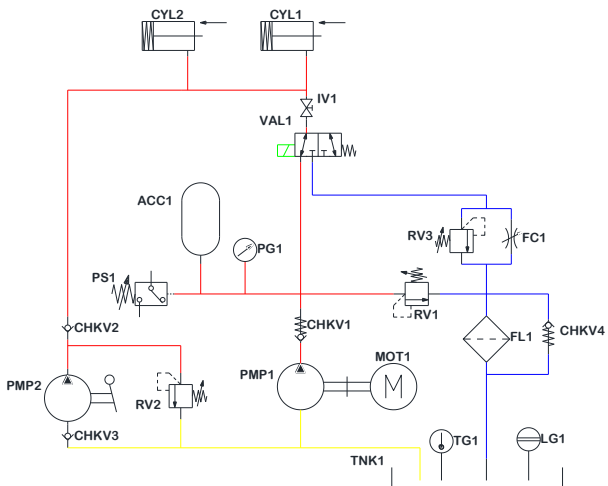 CYL2
CYL1
IV1
VAL1
ACC1
PG1
RV3
FC1
PS1
RV1
CHKV2
CHKV1
FL1
CHKV4
MOT1
PMP2
PMP1
M
RV2
CHKV3
TNK1
TG1
LG1